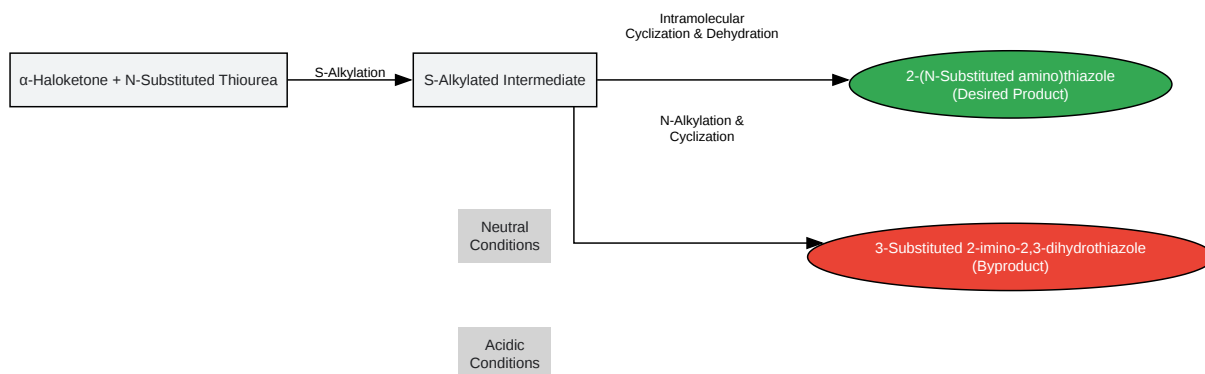 Intramolecular
Cyclization & Dehydration
α-Haloketone + N-Substituted Thiourea
S-Alkylation
S-Alkylated Intermediate
2-(N-Substituted amino)thiazole
(Desired Product)
N-Alkylation &
Cyclization
Neutral
Conditions
3-Substituted 2-imino-2,3-dihydrothiazole
(Byproduct)
Acidic
Conditions